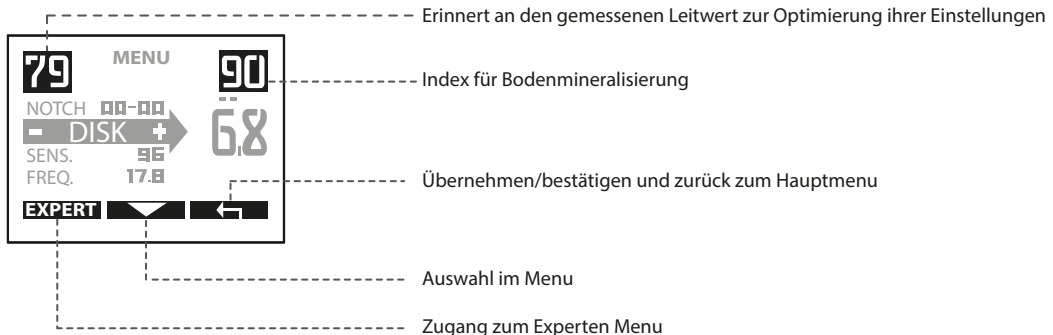 Erinnert an den gemessenen Leitwert zur Optimierung ihrer Einstellungen
79 MENU 90
Index für Bodenmineralisierung
NOTCH 00-00
- DISK + 6,8
SENS. 96
FREQ. 17.8
Übernehmen/bestätigen und zurück zum Hauptmenu
EXPERT
Auswahl im Menu
Zugang zum Experten Menu